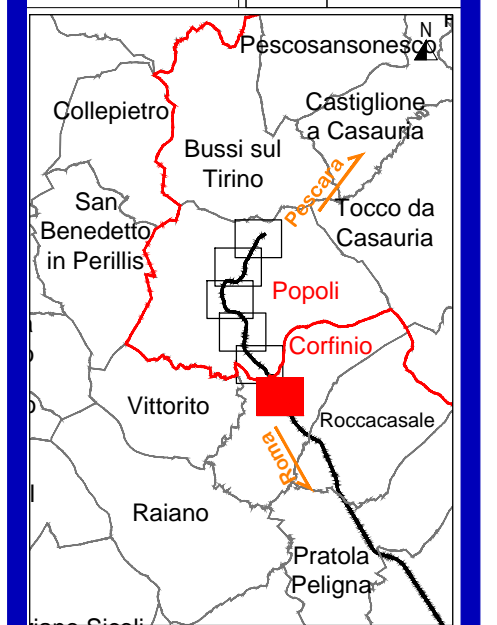 Pescosansonesco
N
Collepietro
Castiglione
a Casauria
Bussi sul
Tirino
Pescara
San
Benedetto
in Perillis
Tocco da
Casauria
Popoli
Corfinio
Vittorito
Roccacasale
Roma
Raiano
Pratola
Peligna